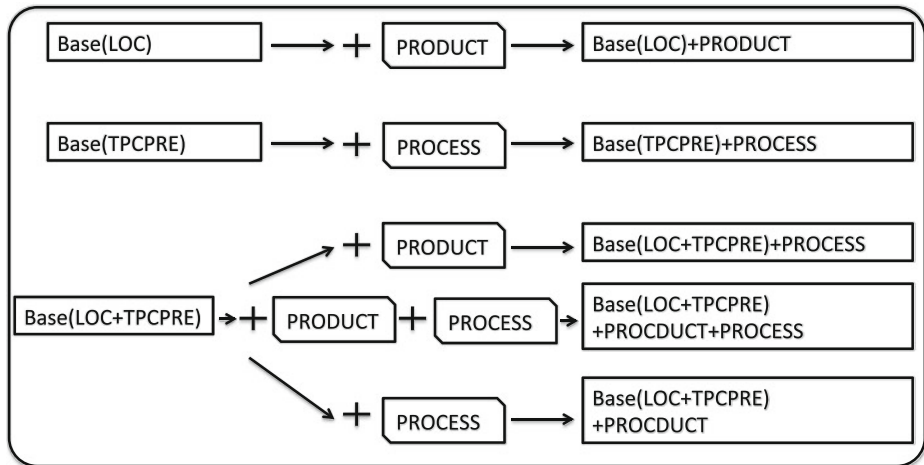 Base(LOC)
+
PRODUCT
Base(LOC)+PRODUCT
Base(TPCPRE)
+
PROCESS
Base(TPCPRE)+PROCESS
+
PRODUCT
Base(LOC+TPCPRE)+PROCESS
Base(LOC+TPCPRE)
+
PRODUCT
+
PROCESS
Base(LOC+TPCPRE)
+PROCDUCT+PROCESS
+
PROCESS
Base(LOC+TPCPRE)
+PROCDUCT